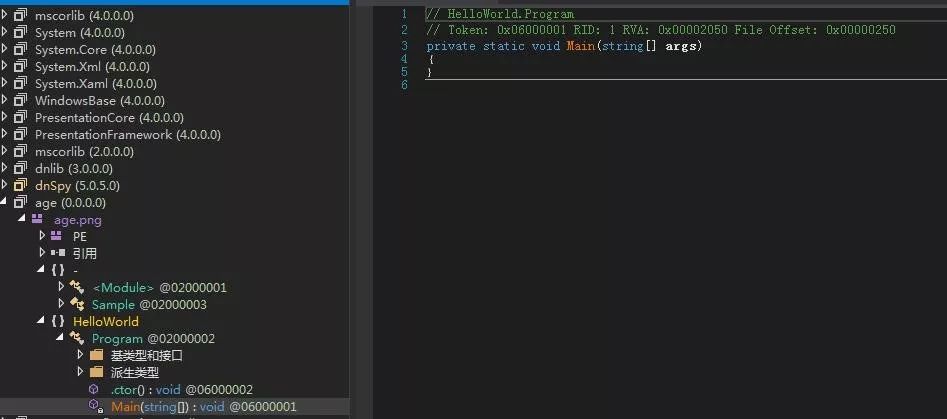 mscorlib (4.0.0.0)
System (4.0.0.0)
System.Core (4.0.0.0)
System.Xml (4.0.0.0)
System.Xaml (4.0.0.0)
WindowsBase (4.0.0.0)
PresentationCore (4.0.0.0)
PresentationFramework (4.0.0.0)
mscorlib (2.0.0.0)
dnlib (3.0.0.0)
dnSpy (5.0.5.0)
age (0.0.0.0)
age.png
PE
引用
{ } -
<Module> @02000001
Sample @02000003
{ } HelloWorld
Program @02000002
基类型和接口
派生类型
.ctor() : void @06000002
Main(string[]) : void @06000001
1 // HelloWorld.Program
2 // Token: 0x06000001 RID: 1 RVA: 0x00002050 File Offset: 0x00000250
3 private static void Main(string[] args)
4 {
5 }
6